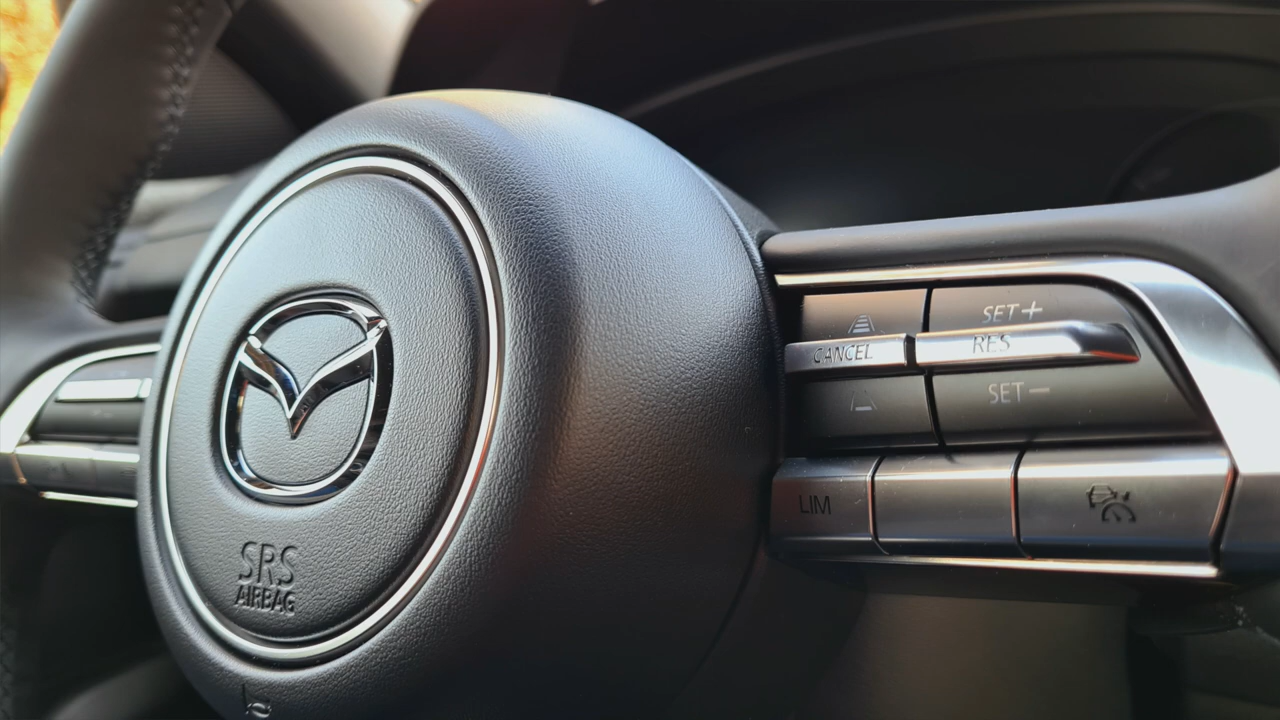 SET+
CANCEL RES
SET−
LIM
SRS
AIRBAG